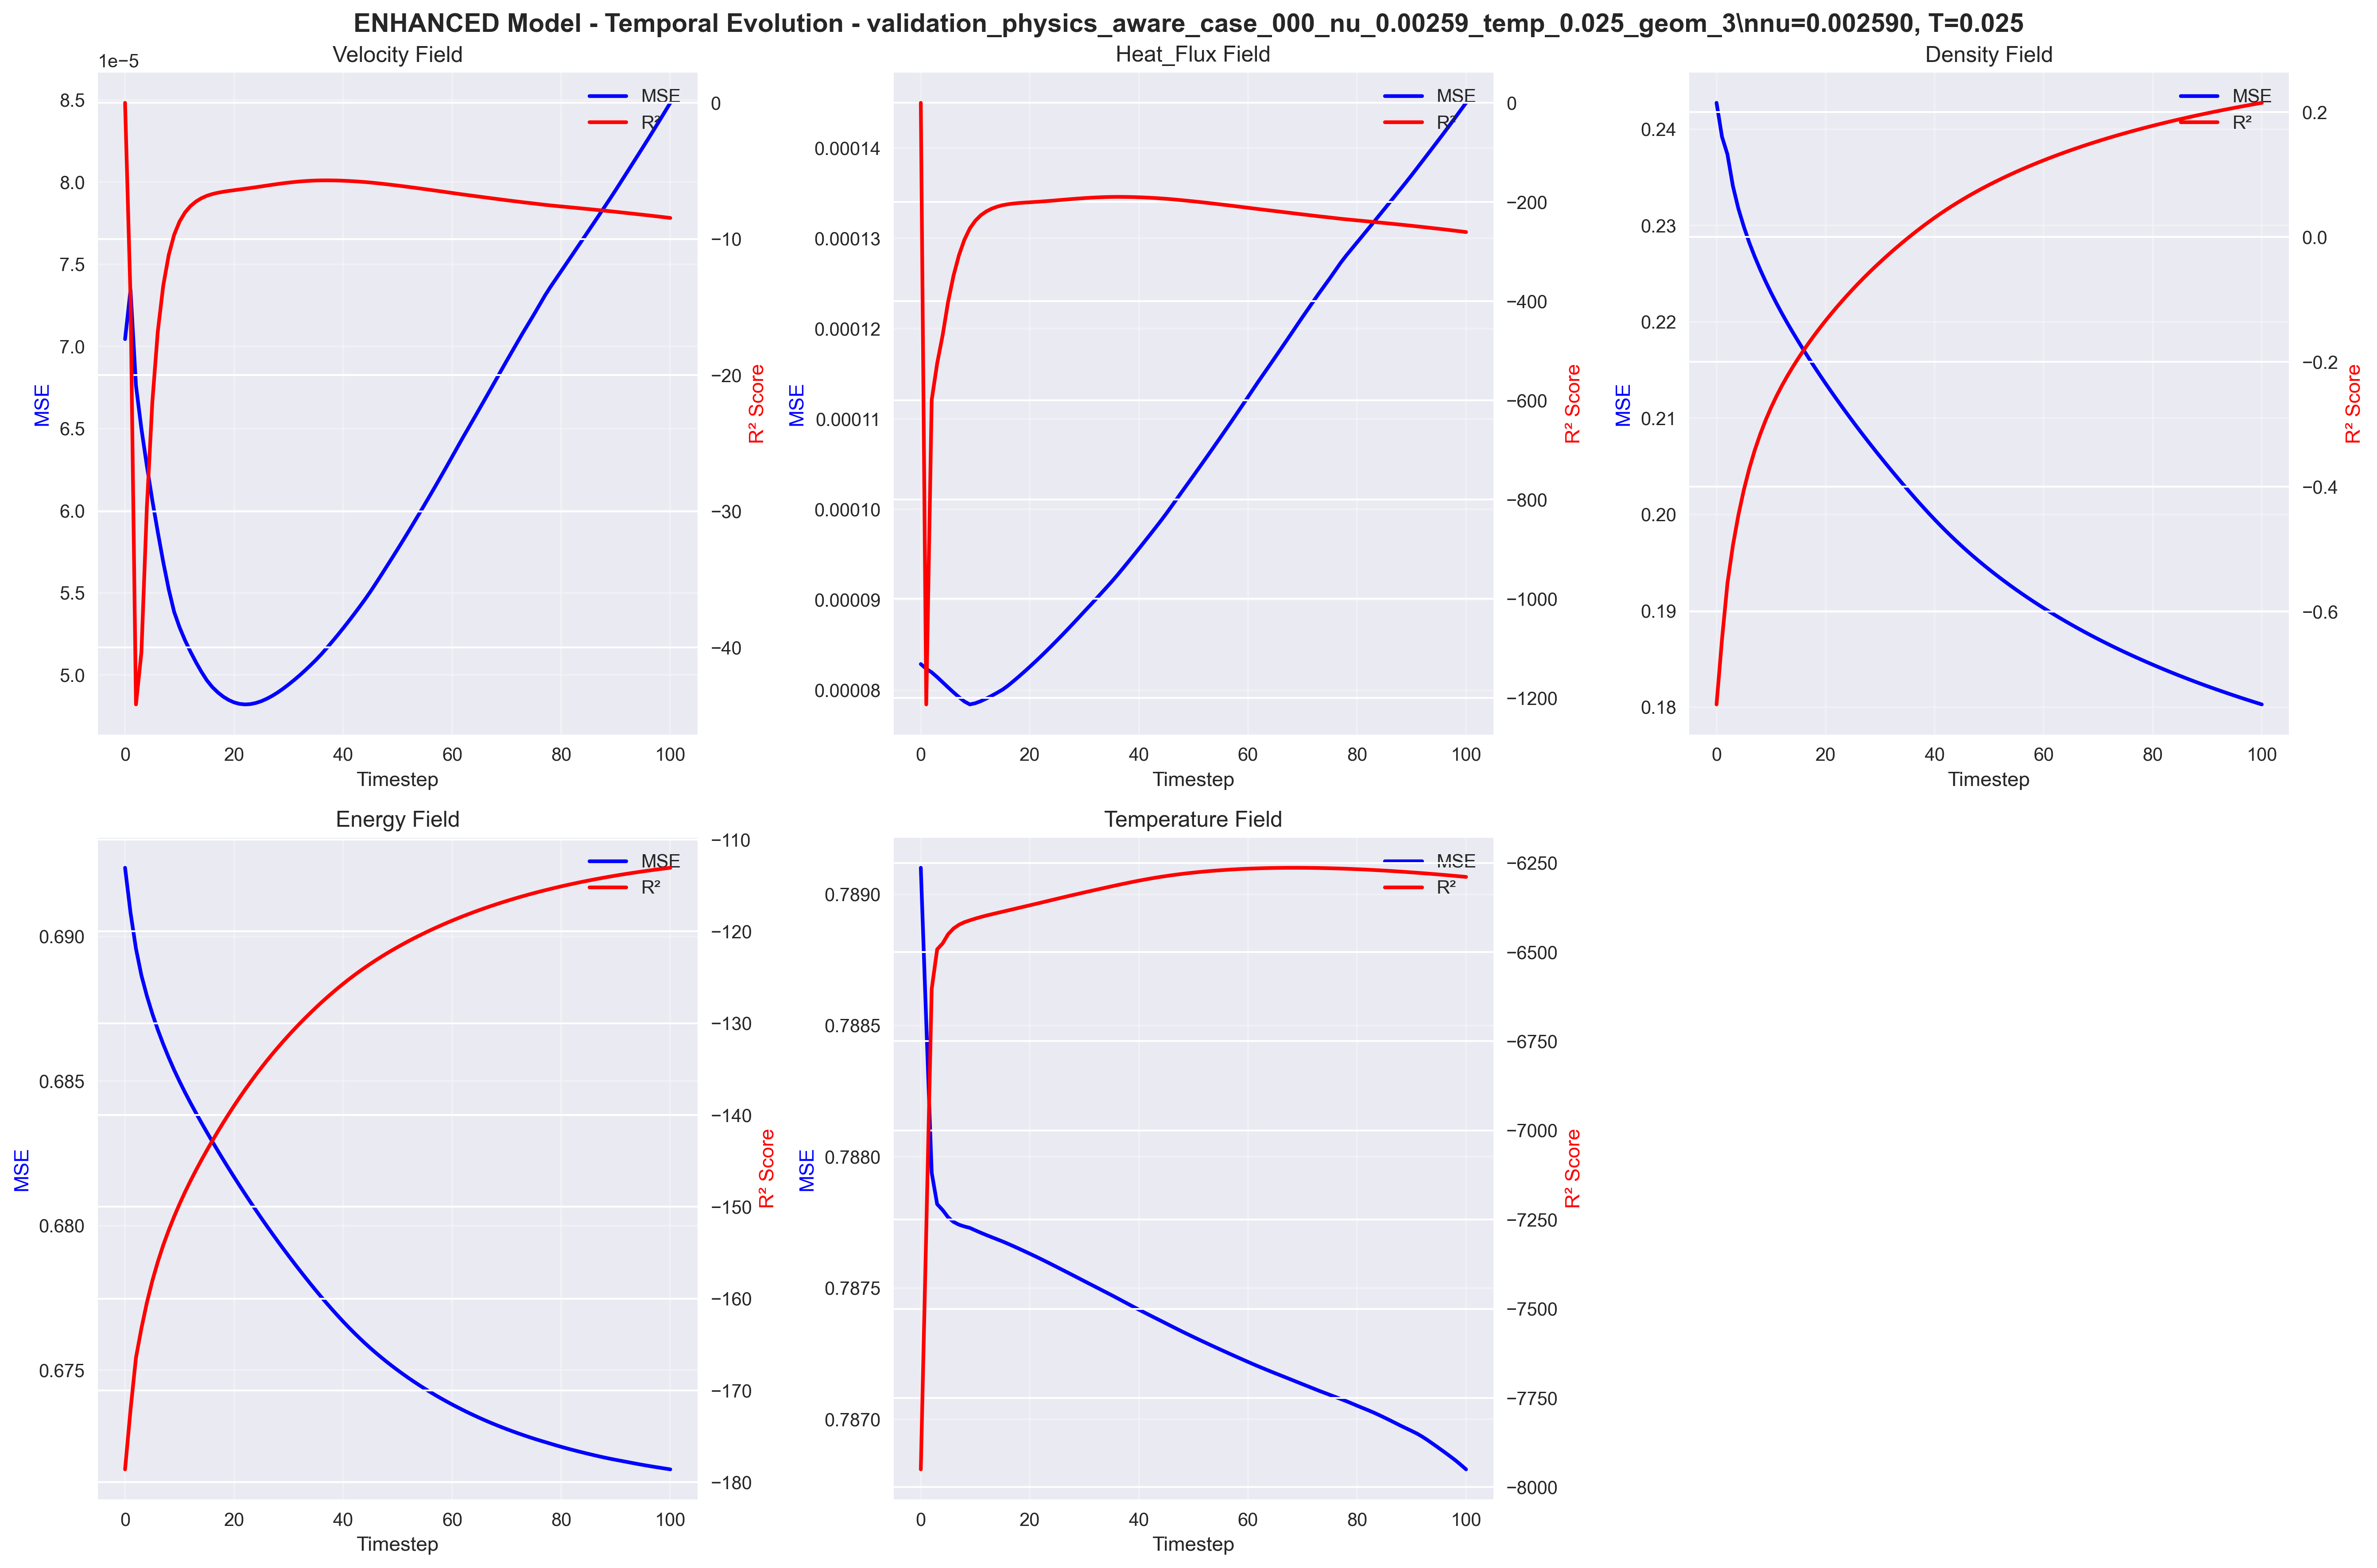 ENHANCED Model - Temporal Evolution - validation_physics_aware_case_000_nu_0.00259_temp_0.025_geom_3\nnu=0.002590, T=0.025
Velocity Field
1e−5
8.5
8.0
7.5
7.0
6.5
6.0
5.5
5.0
MSE
0
−10
−20
−30
−40
R² Score
MSE
R²
0 20 40 60 80 100
Timestep
Heat_Flux Field
0.00014
0.00013
0.00012
0.00011
0.00010
0.00009
0.00008
MSE
0
−200
−400
−600
−800
−1000
−1200
R² Score
MSE
R²
0 20 40 60 80 100
Timestep
Density Field
0.24
0.23
0.22
0.21
0.20
0.19
0.18
MSE
0.2
0.0
−0.2
−0.4
−0.6
R² Score
MSE
R²
0 20 40 60 80 100
Timestep
Energy Field
0.690
0.685
0.680
0.675
MSE
−110
−120
−130
−140
−150
−160
−170
−180
R² Score
MSE
R²
0 20 40 60 80 100
Timestep
Temperature Field
0.7890
0.7885
0.7880
0.7875
0.7870
MSE
−6250
−6500
−6750
−7000
−7250
−7500
−7750
−8000
R² Score
MSE
R²
0 20 40 60 80 100
Timestep